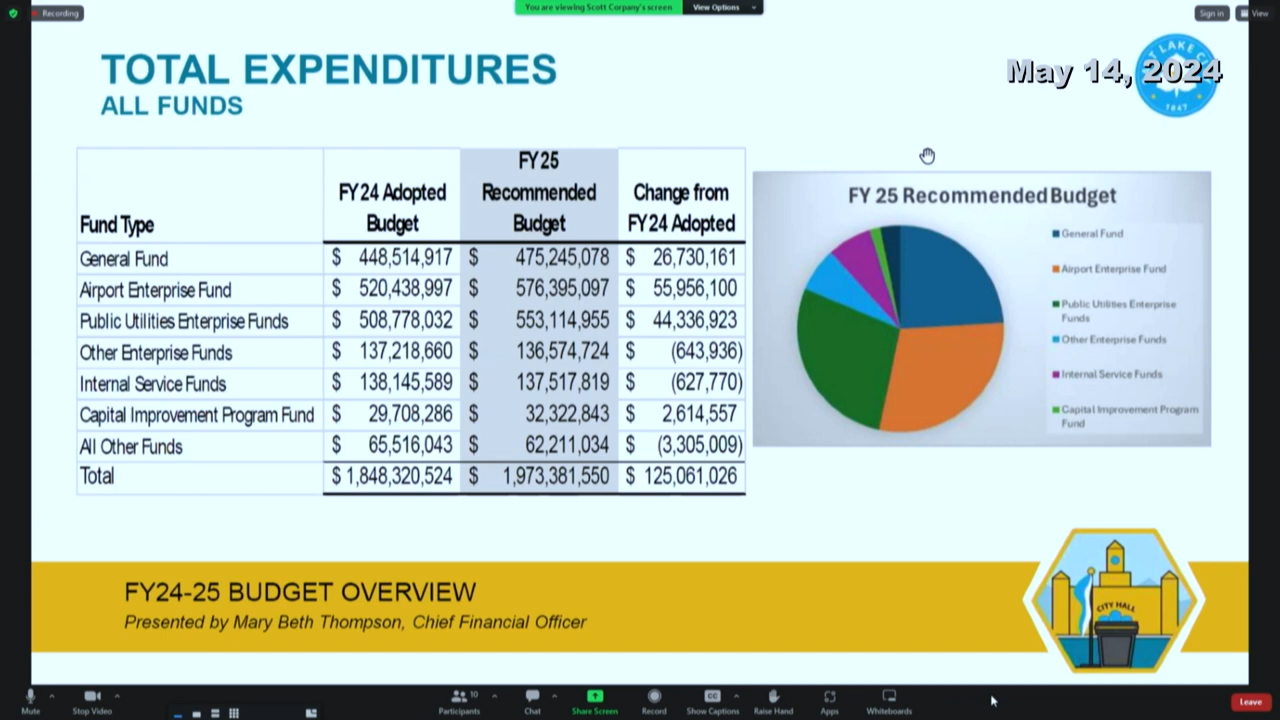 Recording
You are viewing Scott Corpany's screen
View Options
Sign in
View
TOTAL EXPENDITURES
ALL FUNDS
May 14, 2024
1847
Fund Type
FY24 Adopted
Budget
FY25
Recommended
Budget
Change from
FY24 Adopted
General Fund $ 448,514,917 $ 475,245,078 $ 26,730,161
Airport Enterprise Fund $ 520,438,997 $ 576,395,097 $ 55,956,100
Public Utilities Enterprise Funds $ 508,778,032 $ 553,114,955 $ 44,336,923
Other Enterprise Funds $ 137,218,660 $ 136,574,724 $ (643,936)
Internal Service Funds $ 138,145,589 $ 137,517,819 $ (627,770)
Capital Improvement Program Fund $ 29,708,286 $ 32,322,843 $ 2,614,557
All Other Funds $ 65,516,043 $ 62,211,034 $ (3,305,009)
Total $ 1,848,320,524 $ 1,973,381,550 $ 125,061,026
FY 25 Recommended Budget
General Fund
Airport Enterprise Fund
Public Utilities Enterprise
Funds
Other Enterprise Funds
Internal Service Funds
Capital Improvement Program
Fund
FY24-25 BUDGET OVERVIEW
Presented by Mary Beth Thompson, Chief Financial Officer
CITY HALL
Mute
Stop Video
10
Participants
Chat
Share Screen
Record
CC
Show Captions
Raise Hand
Apps
Whiteboards
Leave